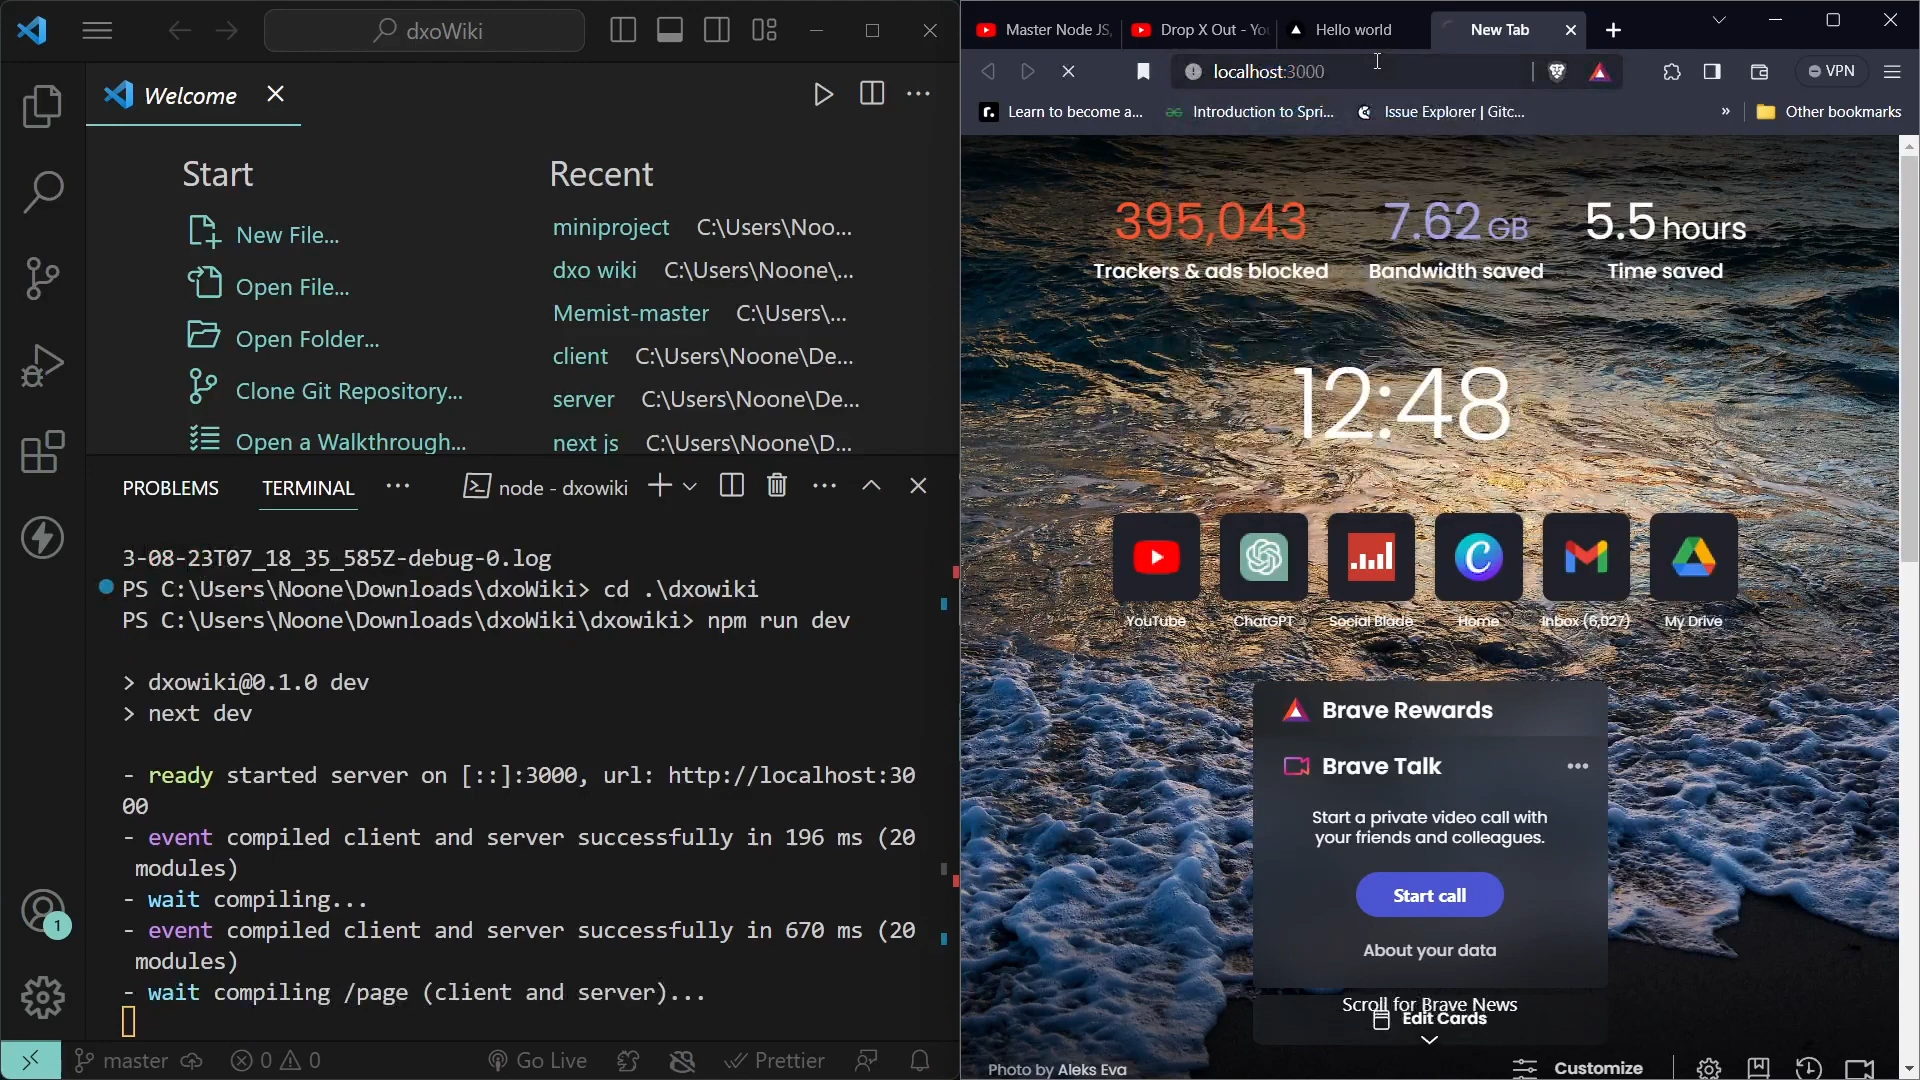 dxoWiki
Welcome
Start
New File...
Open File...
Open Folder...
Clone Git Repository...
Open a Walkthrough...
Recent
miniproject C:\Users\Noo...
dxo wiki C:\Users\Noone\...
Memist-master C:\Users\...
client C:\Users\Noone\De...
server C:\Users\Noone\De...
next js C:\Users\Noone\D...
PROBLEMS TERMINAL ... node - dxowiki
3-08-23T07_18_35_585Z-debug-0.log
PS C:\Users\Noone\Downloads\dxoWiki> cd .\dxowiki
PS C:\Users\Noone\Downloads\dxoWiki\dxowiki> npm run dev
> dxowiki@0.1.0 dev
> next dev
- ready started server on [::]:3000, url: http://localhost:30
00
- event compiled client and server successfully in 196 ms (20
modules)
- wait compiling...
- event compiled client and server successfully in 670 ms (20
modules)
- wait compiling /page (client and server)...
1
master 0 0 Go Live Prettier
Master Node JS, Drop X Out - You Hello world New Tab
localhost:3000 VPN
Learn to become a... Introduction to Spri... Issue Explorer | Gitc... » Other bookmarks
395,043 7.62 GB 5.5 hours
Trackers & ads blocked Bandwidth saved Time saved
12:48
YouTube ChatGPT Social Blade Home Inbox (6,027) My Drive
Brave Rewards
Brave Talk
Start a private video call with
your friends and colleagues.
Start call
About your data
Scroll for Brave News
Edit Cards
Photo by Aleks Eva
Customize